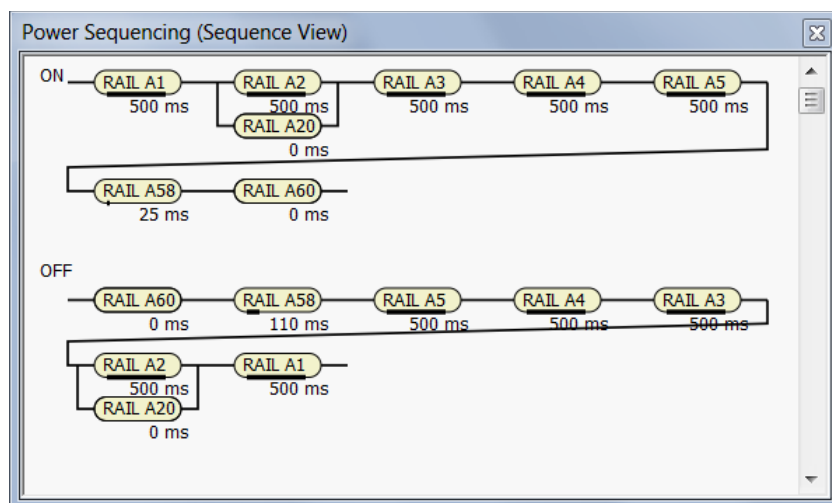 Power Sequencing (Sequence View)
ON
RAIL A1 RAIL A2 RAIL A3 RAIL A4 RAIL A5
500 ms 500 ms 500 ms 500 ms 500 ms
RAIL A20
0 ms
RAIL A58 RAIL A60
25 ms 0 ms
OFF
RAIL A60 RAIL A58 RAIL A5 RAIL A4 RAIL A3
0 ms 110 ms 500 ms 500 ms 500 ms
RAIL A2 RAIL A1
500 ms 500 ms
RAIL A20
0 ms